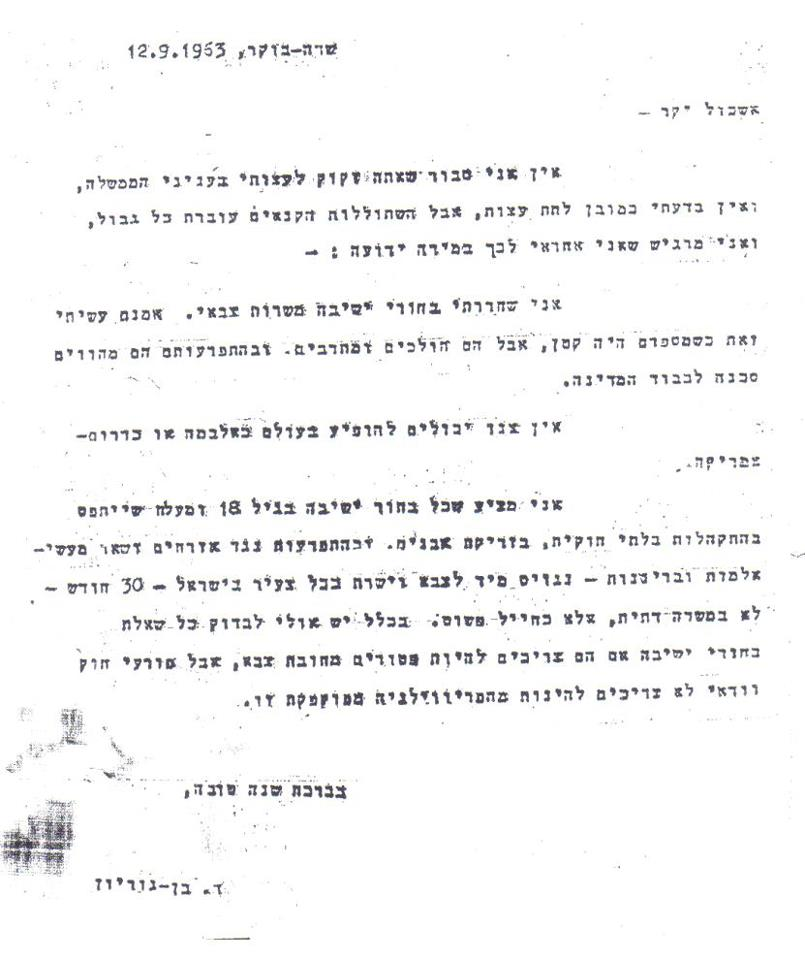 שדה-בוקר, 12.9.1963
אשכול יקר -
אין אני סבור שאתה זקוק לעצותי בעניני הממשלה,
ואין בדעתי כמובן לתת עצות, אבל השתוללות הקנאים עוברת כל גבול,
ואני מרגיש שאני אחראי לכך במידה ידועה : -
אני שחררתי בחורי ישיבה משרות צבאי. אמנם עשיתי
זאת כשמספרם היה קטן, אבל הם הולכים ומתרבים. ובהתפרעותם הם מהווים
סכנה לכבוד המדינה.
אין אנו יכולים להופיע בעולם כאלבמה או כדרום-
אפריקה.
אני מציע שכל בחור ישיבה בגיל 18 ומעלה שייתפס
בהתקהלות בלתי חוקית, בזריקת אבנים. ובהתפרעות נגד אזרחים ושאר מעשי-
אלמות ובריונות - נגויס מיד לצבא וישרת ככל צעיר בישראל - 30 חודש -
לא במשרה דתית, אלא כחייל פשוט. בכלל יש אולי לבדוק כל שאלת
בחורי ישיבה אם הם צריכים להיות פטורים מחובת צבא, אבל פורעי חוק
וודאי לא צריכים להינות מהפריווילגיה מפוקפקת זו.
בברכת שנה טובה,
ד. בן-גוריון